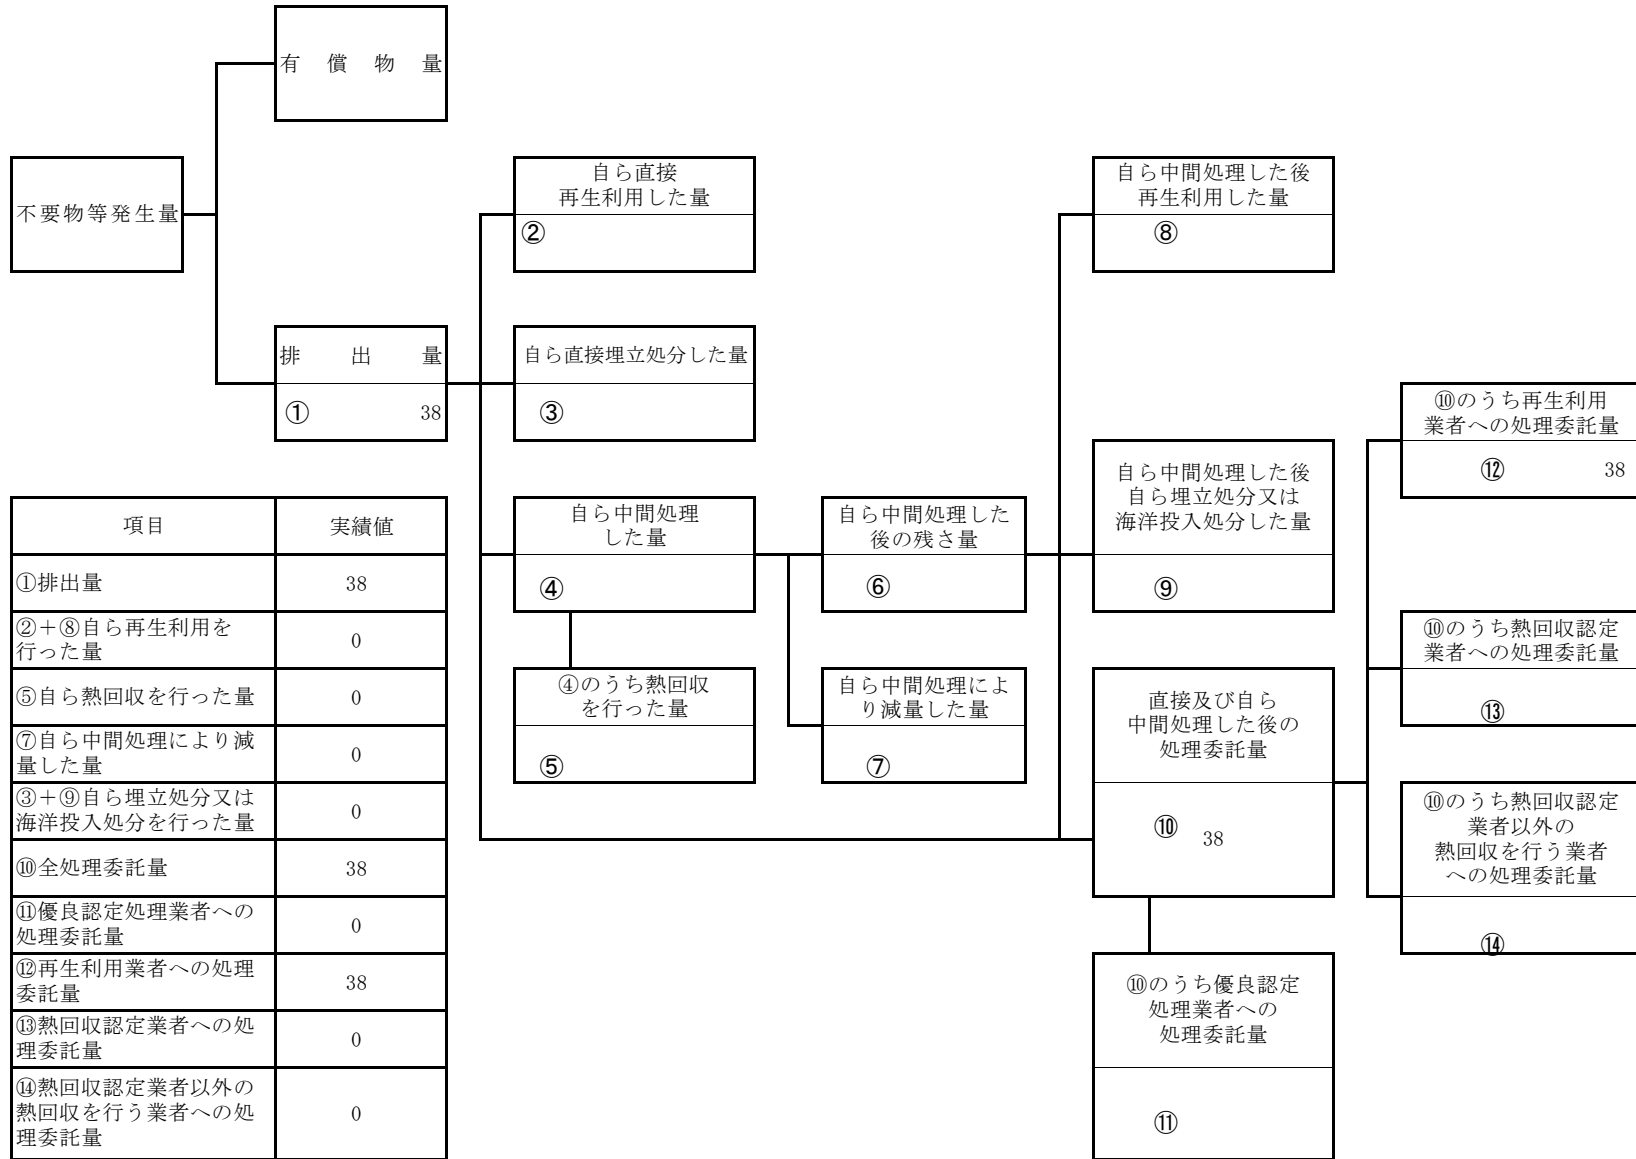 有償物量
不要物等発生量
自ら直接
再生利用した量
②
自ら中間処理した後
再生利用した量
⑧
排出量
① 38
自ら直接埋立処分した量
③
⑩のうち再生利用
業者への処理委託量
⑫ 38
自ら中間処理
した量
④
自ら中間処理した
後の残さ量
⑥
自ら中間処理した後
自ら埋立処分又は
海洋投入処分した量
⑨
⑩のうち熱回収認定
業者への処理委託量
⑬
④のうち熱回収
を行った量
⑤
自ら中間処理によ
り減量した量
⑦
直接及び自ら
中間処理した後の
処理委託量
⑩ 38
⑩のうち熱回収認定
業者以外の
熱回収を行う業者
への処理委託量
⑭
⑩のうち優良認定
処理業者への
処理委託量
⑪
項目 実績値
①排出量 38
②＋⑧自ら再生利用を
行った量 0
⑤自ら熱回収を行った量 0
⑦自ら中間処理により減
量した量 0
③＋⑨自ら埋立処分又は
海洋投入処分を行った量 0
⑩全処理委託量 38
⑪優良認定処理業者への
処理委託量 0
⑫再生利用業者への処理
委託量 38
⑬熱回収認定業者への処
理委託量 0
⑭熱回収認定業者以外の
熱回収を行う業者への処
理委託量 0